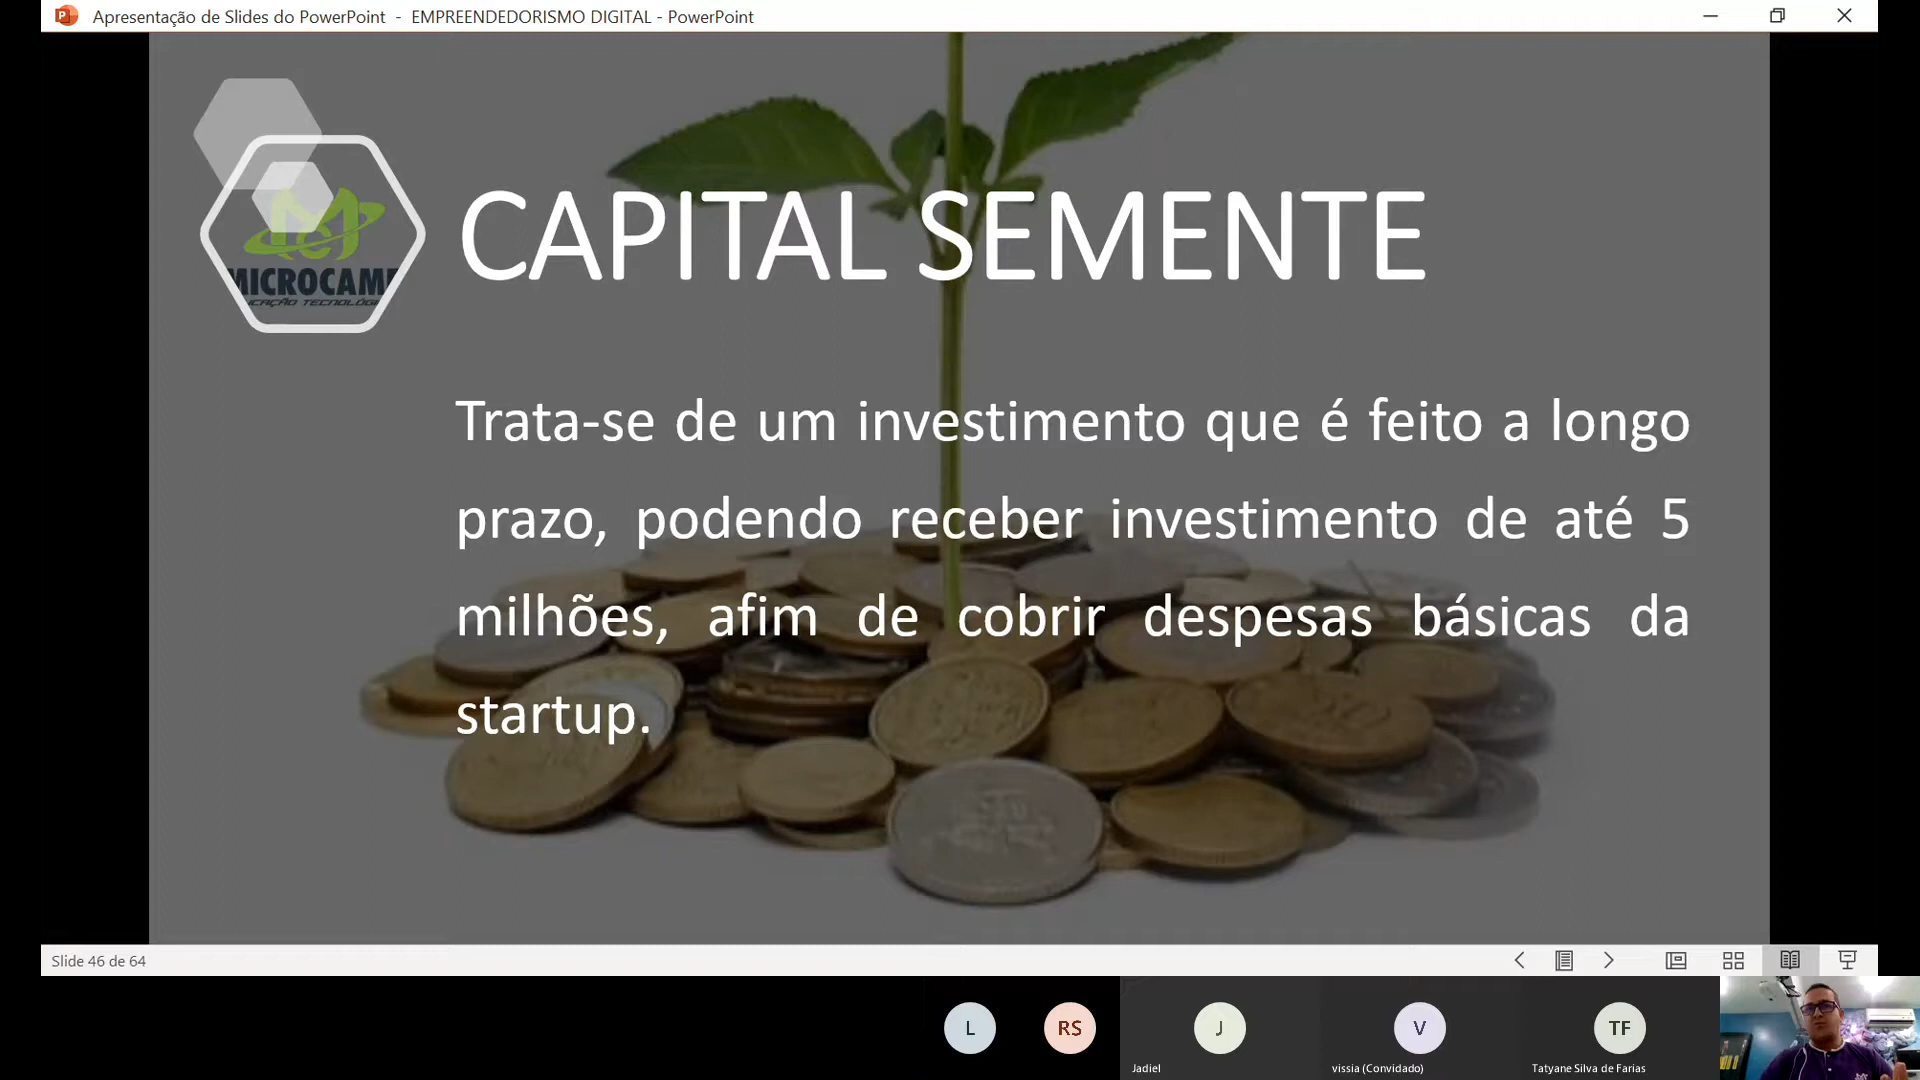 Apresentação de Slides do PowerPoint - EMPREENDEDORISMO DIGITAL - PowerPoint
MICROCAM
CAPITAL SEMENTE
Trata-se de um investimento que é feito a longo
prazo, podendo receber investimento de até 5
milhões, afim de cobrir despesas básicas da
startup.
Slide 46 de 64
L
RS
J
V
TF
Jadiel
vissia (Convidado)
Tatyane Silva de Farias